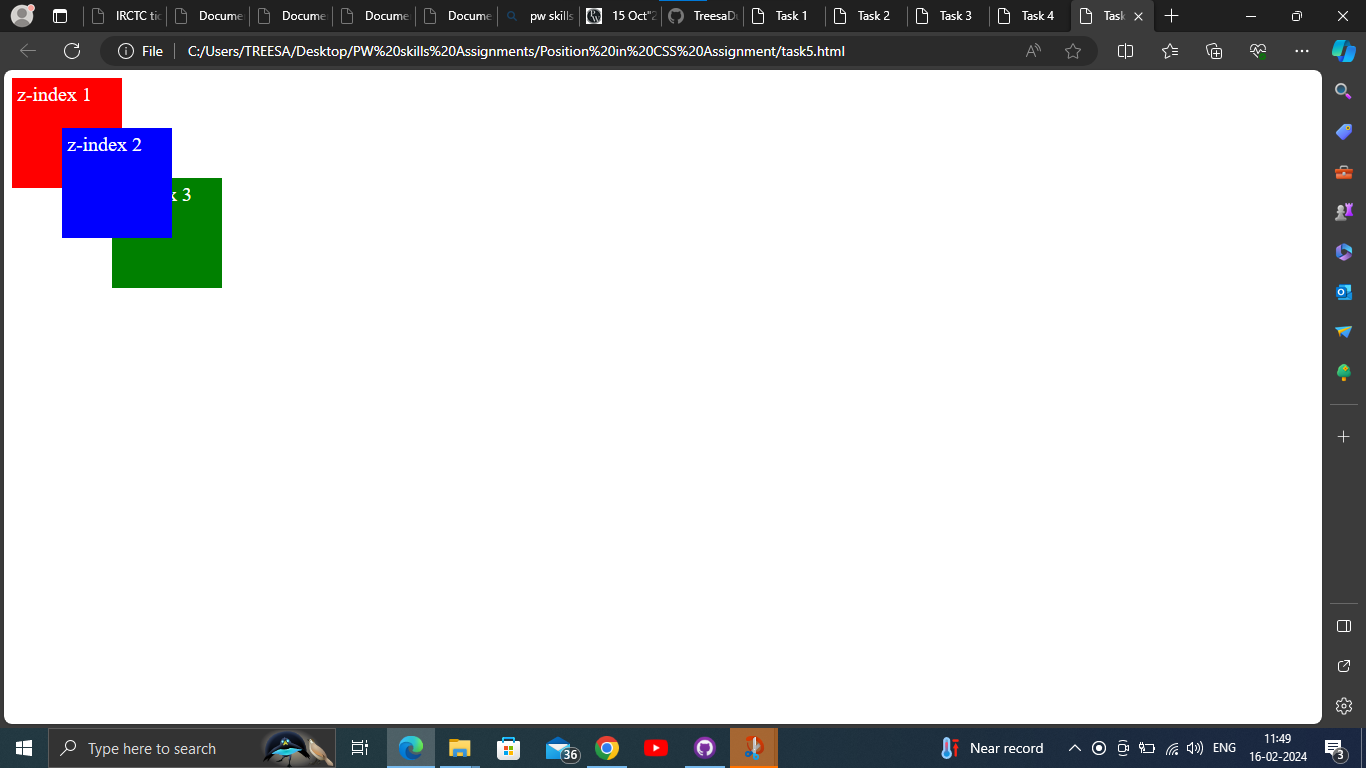 IRCTC tic
Docume
Docume
Docume
Docume
pw skills
15 Oct"2
TreesaDu
Task 1
Task 2
Task 3
Task 4
Task
File
C:/Users/TREESA/Desktop/PW%20skills%20Assignments/Position%20in%20CSS%20Assignment/task5.html
z-index 1
z-index 2
x 3
Type here to search
36
Near record
ENG
11:49
16-02-2024
3